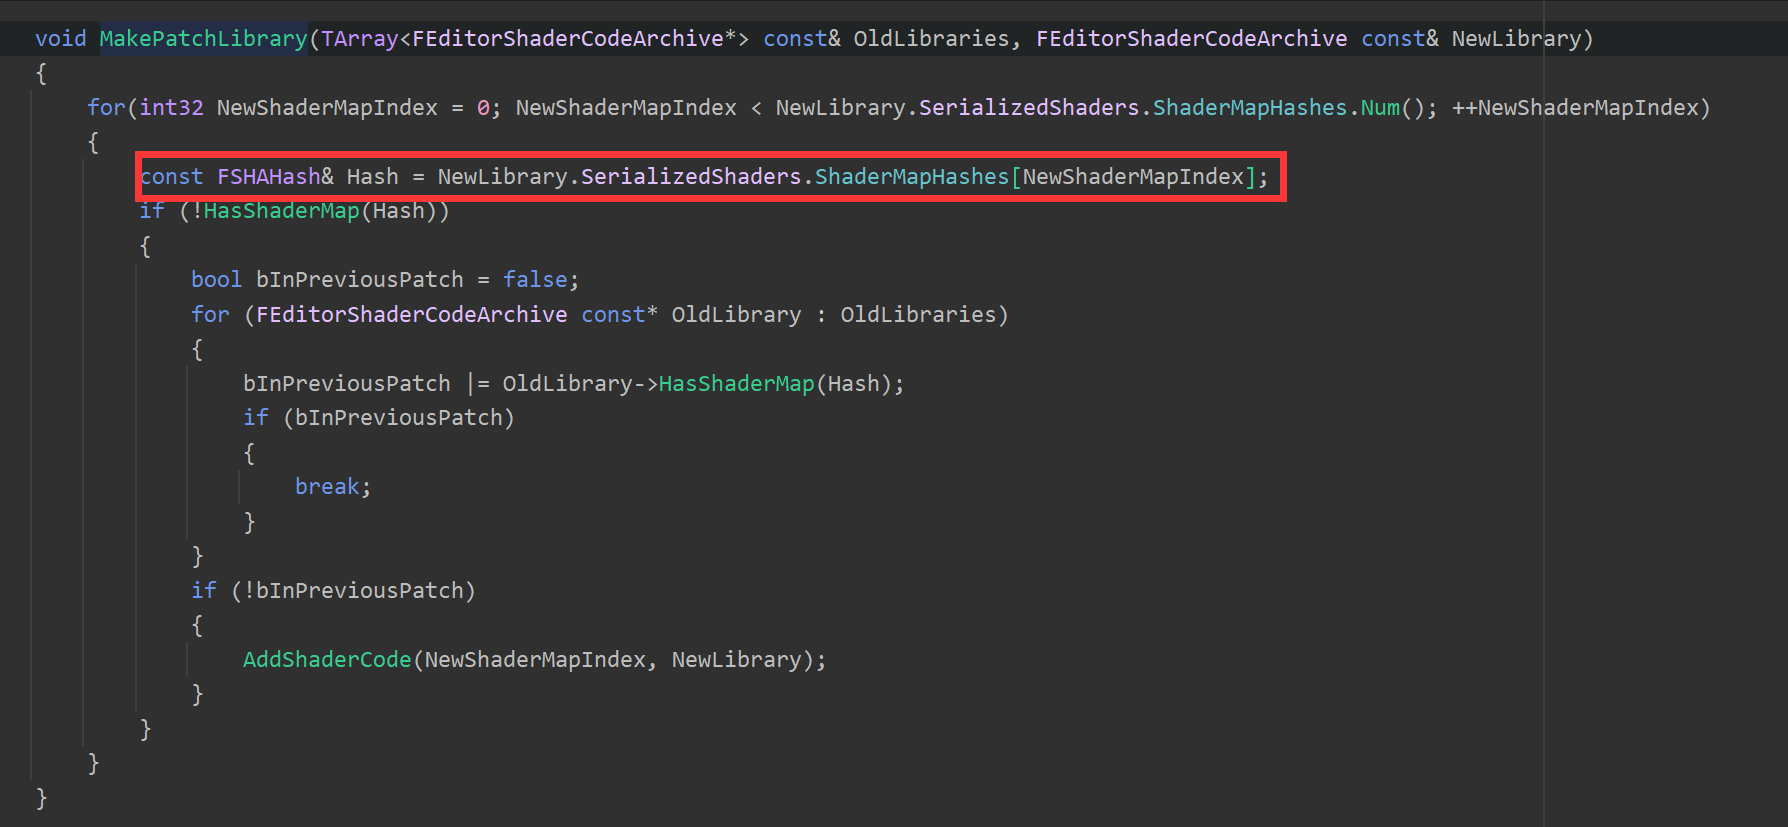 void MakePatchLibrary(TArray<FEditorShaderCodeArchive*> const& OldLibraries, FEditorShaderCodeArchive const& NewLibrary)
{
for(int32 NewShaderMapIndex = 0; NewShaderMapIndex < NewLibrary.SerializedShaders.ShaderMapHashes.Num(); ++NewShaderMapIndex)
{
const FSHAHash& Hash = NewLibrary.SerializedShaders.ShaderMapHashes[NewShaderMapIndex];
if (!HasShaderMap(Hash))
{
bool bInPreviousPatch = false;
for (FEditorShaderCodeArchive const* OldLibrary : OldLibraries)
{
bInPreviousPatch |= OldLibrary->HasShaderMap(Hash);
if (bInPreviousPatch)
{
break;
}
}
if (!bInPreviousPatch)
{
AddShaderCode(NewShaderMapIndex, NewLibrary);
}
}
}
}